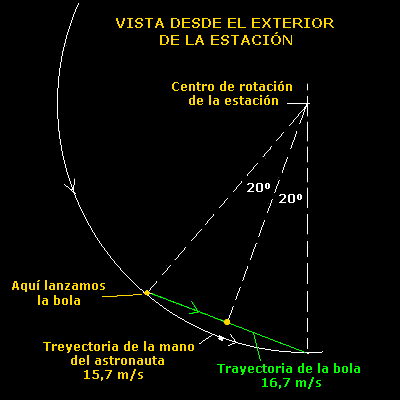 VISTA DESDE EL EXTERIOR
DE LA ESTACIÓN
Centro de rotación
de la estación
20º
20º
Aquí lanzamos
la bola
Treyectoria de la mano
del astronauta
15,7 m/s
Trayectoria de la bola
16,7 m/s